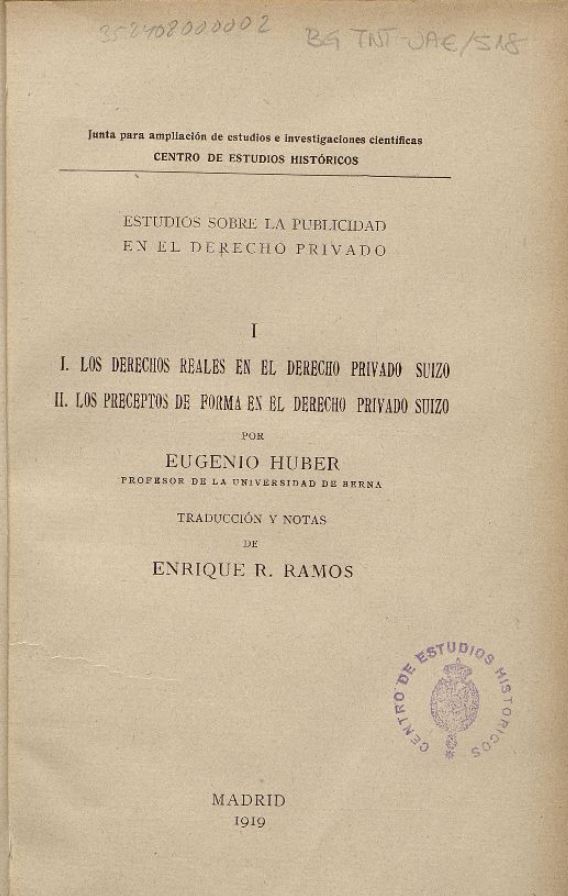 358408000002
BG TNT-JAE/518
Junta para ampliación de estudios e investigaciones científicas
CENTRO DE ESTUDIOS HISTÓRICOS
ESTUDIOS SOBRE LA PUBLICIDAD
EN EL DERECHO PRIVADO
I
I. LOS DERECHOS REALES EN EL DERECHO PRIVADO SUIZO
II. LOS PRECEPTOS DE FORMA EN EL DERECHO PRIVADO SUIZO
POR
EUGENIO HUBER
PROFESOR DE LA UNIVERSIDAD DE BERNA
TRADUCCIÓN Y NOTAS
DE
ENRIQUE R. RAMOS
CENTRO DE ESTUDIOS HISTORICOS
MADRID
1919